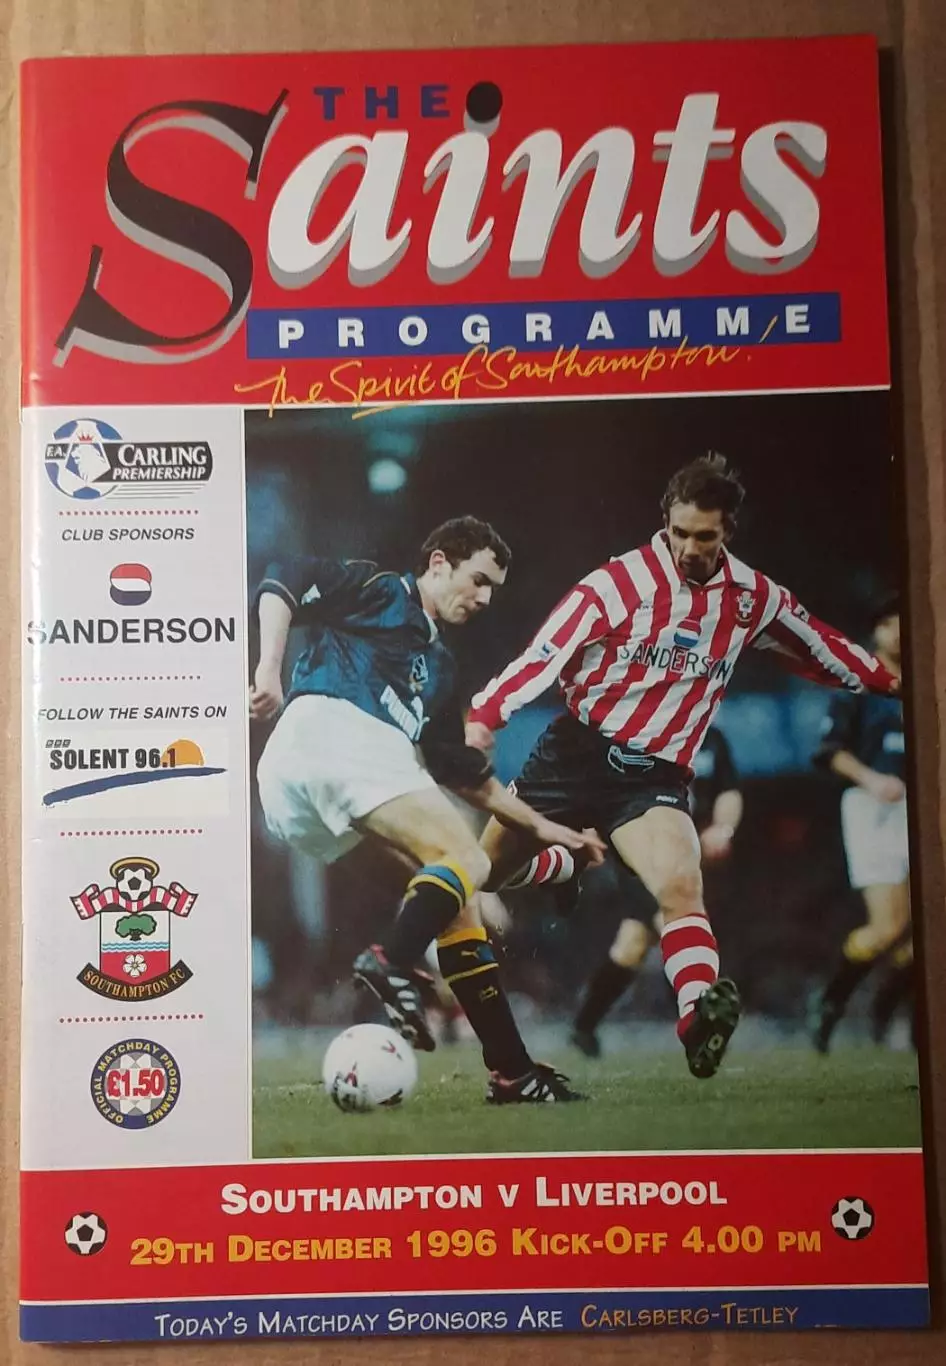 THE
Saints
PROGRAMME
The Spirit of Southampton!
F.A. CARLING
PREMIERSHIP
CLUB SPONSORS
SANDERSON
FOLLOW THE SAINTS ON
BBC
SOLENT 96.1
SOUTHAMPTON FC
OFFICIAL MATCHDAY PROGRAMME
£1.50
SANDERSON
PONY
SOUTHAMPTON V LIVERPOOL
29TH DECEMBER 1996 KICK-OFF 4.00 PM
TODAY'S MATCHDAY SPONSORS ARE CARLSBERG-TETLEY